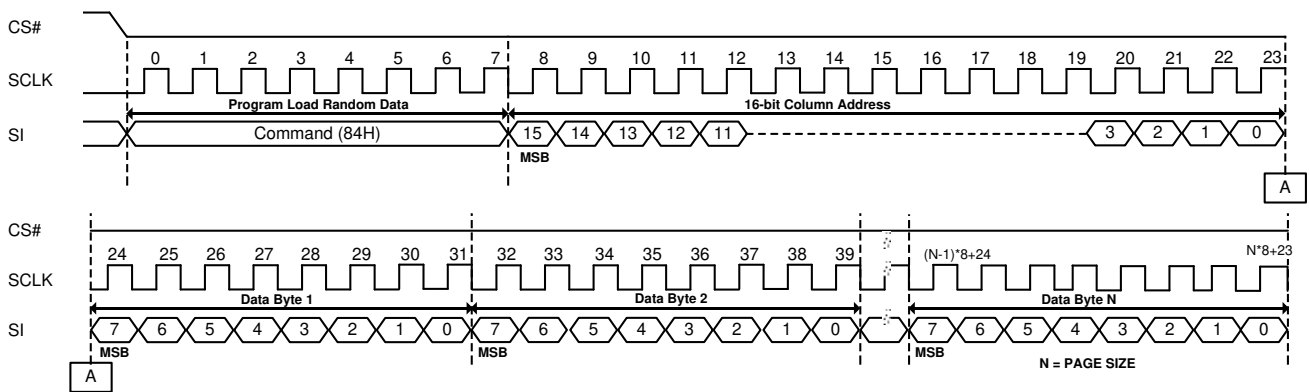 CS#
0 1 2 3 4 5 6 7 8 9 10 11 12 13 14 15 16 17 18 19 20 21 22 23
SCLK
Program Load Random Data 16-bit Column Address
SI Command (84H) 15 14 13 12 11 3 2 1 0
MSB
A
CS#
24 25 26 27 28 29 30 31 32 33 34 35 36 37 38 39 (N-1)*8+24 N*8+23
SCLK
Data Byte 1 Data Byte 2 Data Byte N
SI 7 6 5 4 3 2 1 0 7 6 5 4 3 2 1 0 7 6 5 4 3 2 1 0
MSB MSB MSB
N = PAGE SIZE
A